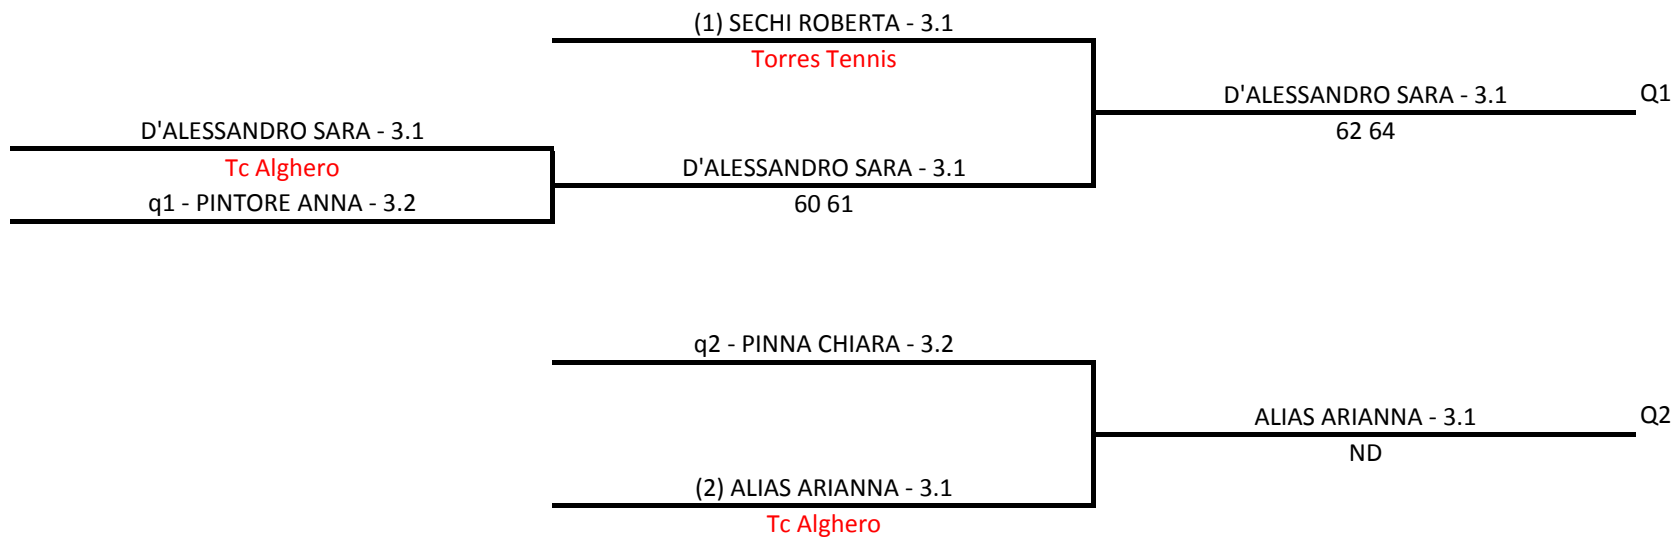 (1) SECHI ROBERTA - 3.1
Torres Tennis
D'ALESSANDRO SARA - 3.1
Q1
62 64
D'ALESSANDRO SARA - 3.1
Tc Alghero
D'ALESSANDRO SARA - 3.1
60 61
q1 - PINTORE ANNA - 3.2
q2 - PINNA CHIARA - 3.2
ALIAS ARIANNA - 3.1
Q2
ND
(2) ALIAS ARIANNA - 3.1
Tc Alghero